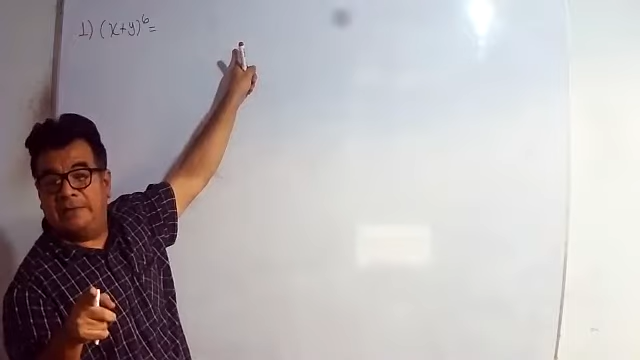 1) (x+y)⁶=